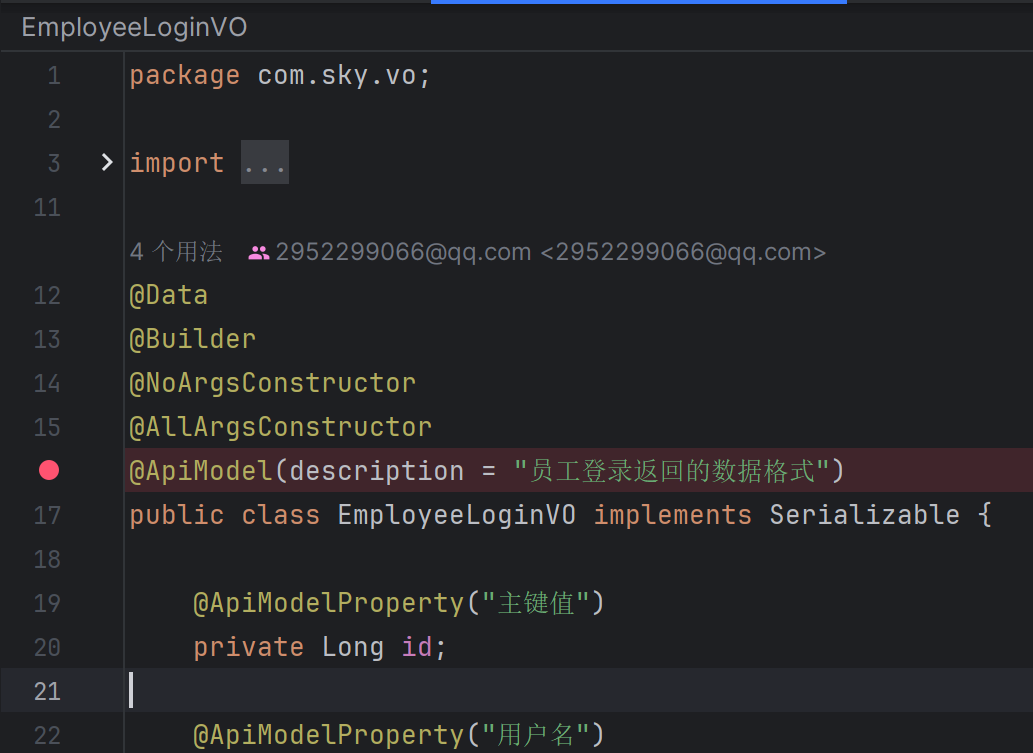 EmployeeLoginVO
1 package com.sky.vo;
2
3 import ...
11
4 个用法 2952299066@qq.com <2952299066@qq.com>
12 @Data
13 @Builder
14 @NoArgsConstructor
15 @AllArgsConstructor
@ApiModel(description = "员工登录返回的数据格式")
17 public class EmployeeLoginVO implements Serializable {
18
19 @ApiModelProperty("主键值")
20 private Long id;
21
22 @ApiModelProperty("用户名")